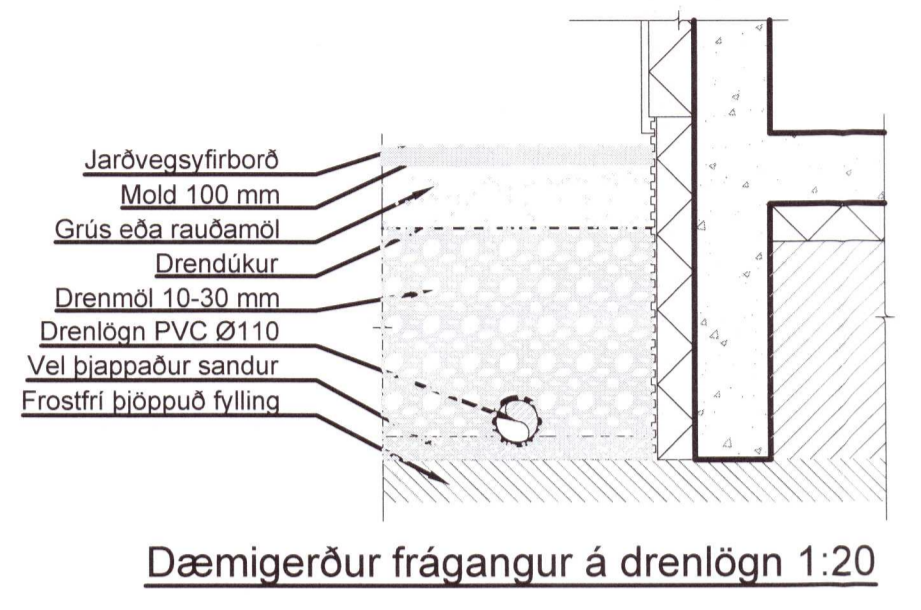 Jarðvegsyfirborð
Mold 100 mm
Grús eða rauðamöl
Drendúkur
Drenmöl 10-30 mm
Drenlögn PVC Ø110
Vel þjappaður sandur
Frostfrí þjöppuð fylling
Dæmigerður frágangur á drenlögn 1:20